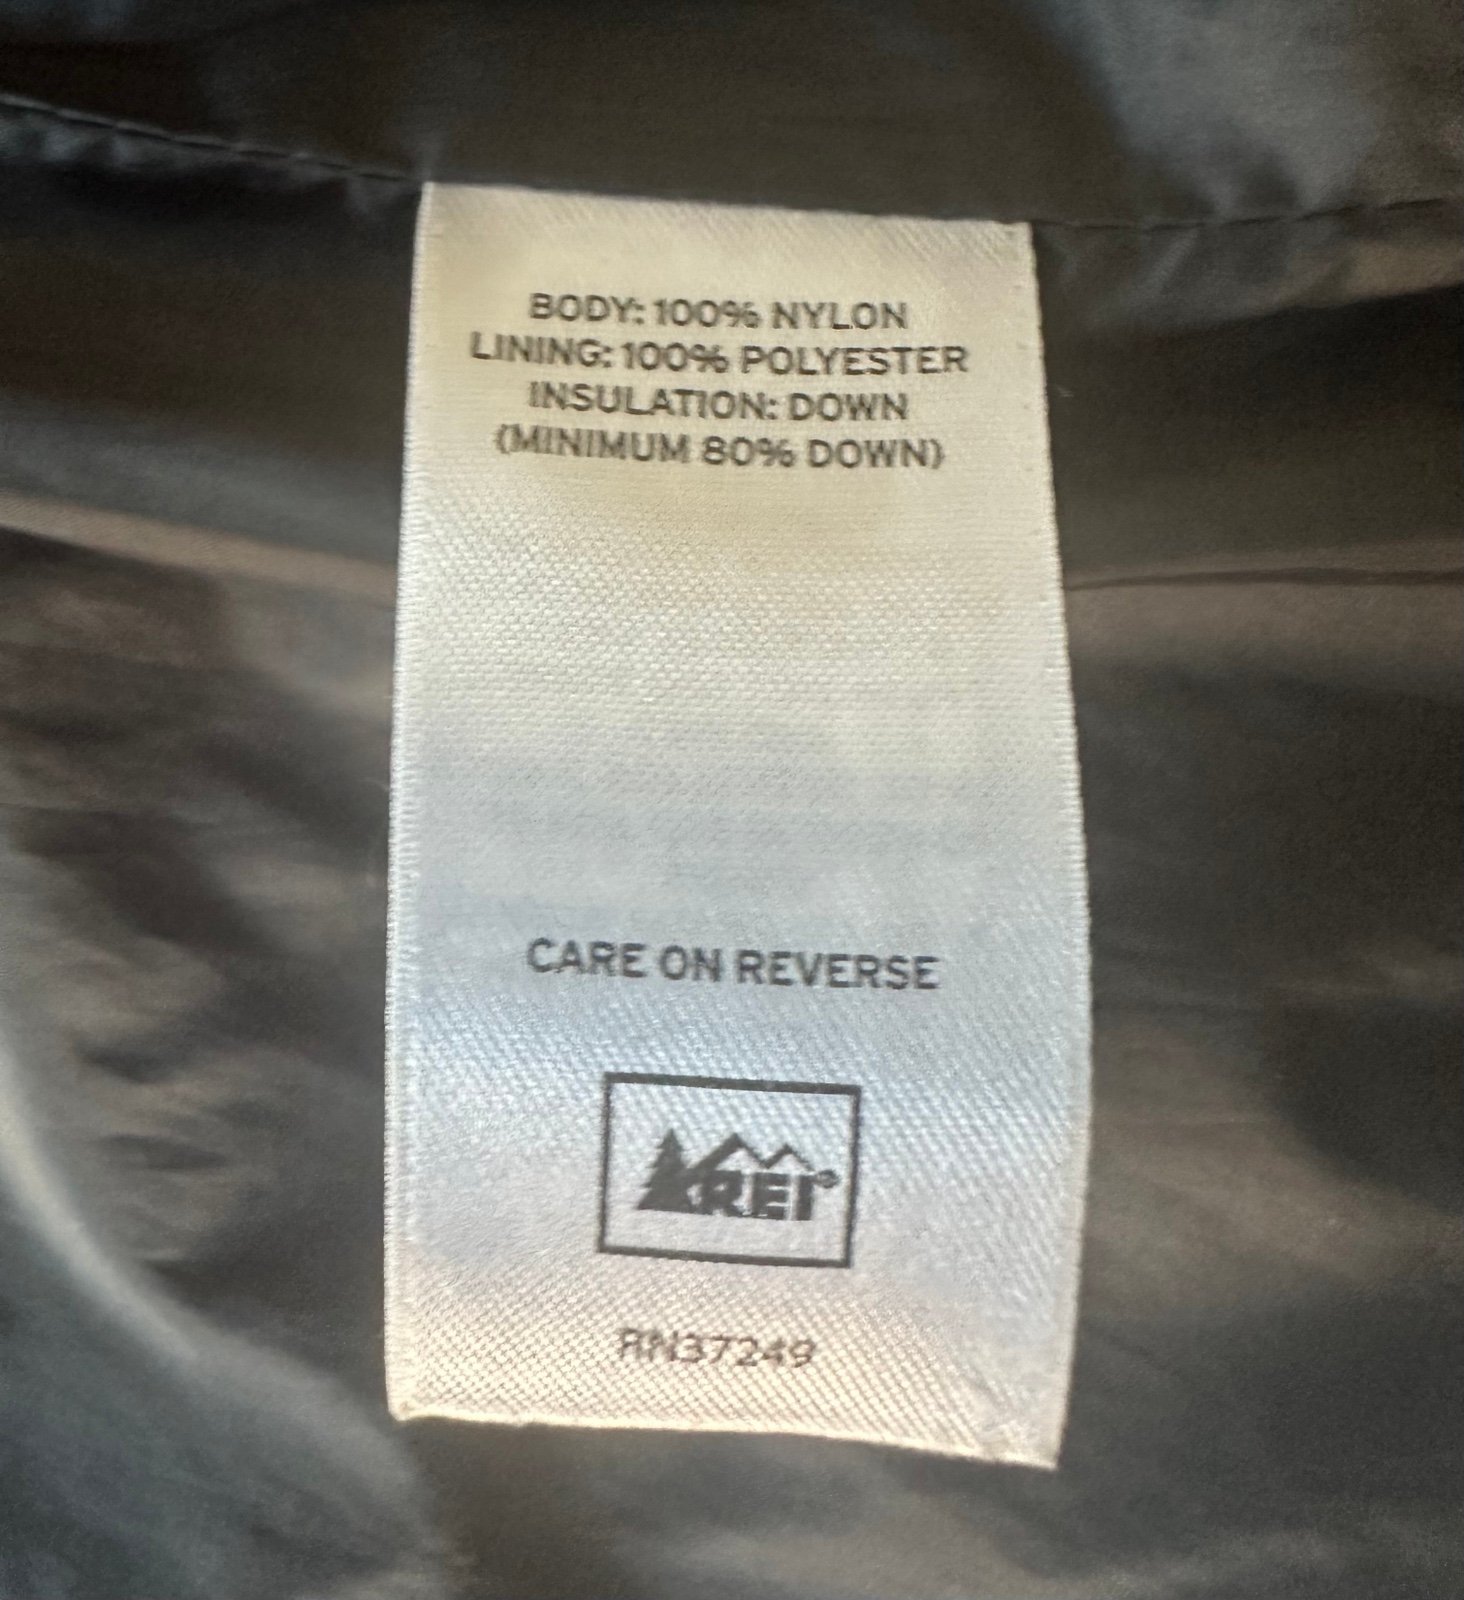 BODY: 100% NYLON
LINING: 100% POLYESTER
INSULATION: DOWN
(MINIMUM 80% DOWN)
CARE ON REVERSE
REI®
RN37249